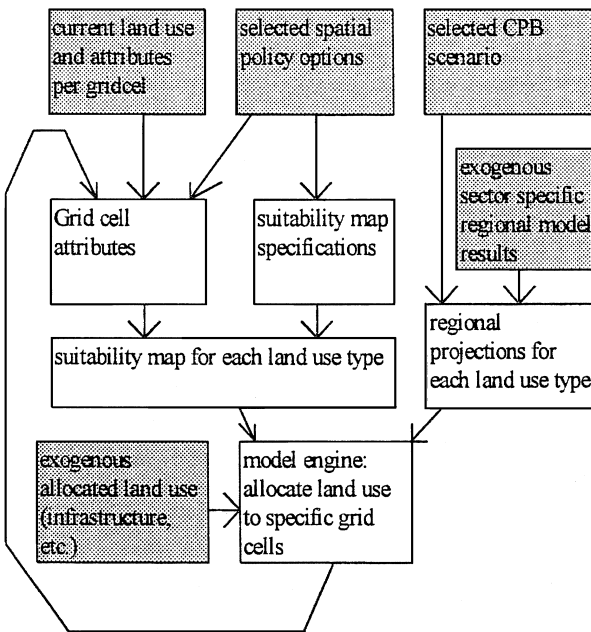 current land use
and attributes
per gridcel
selected spatial
policy options
selected CPB
scenario
exogenous
sector specific
regional model
results
Grid cell
attributes
suitability map
specifications
regional
projections for
each land use type
suitability map for each land use type
exogenous
allocated land use
(infrastructure,
etc.)
model engine:
allocate land use
to specific grid
cells